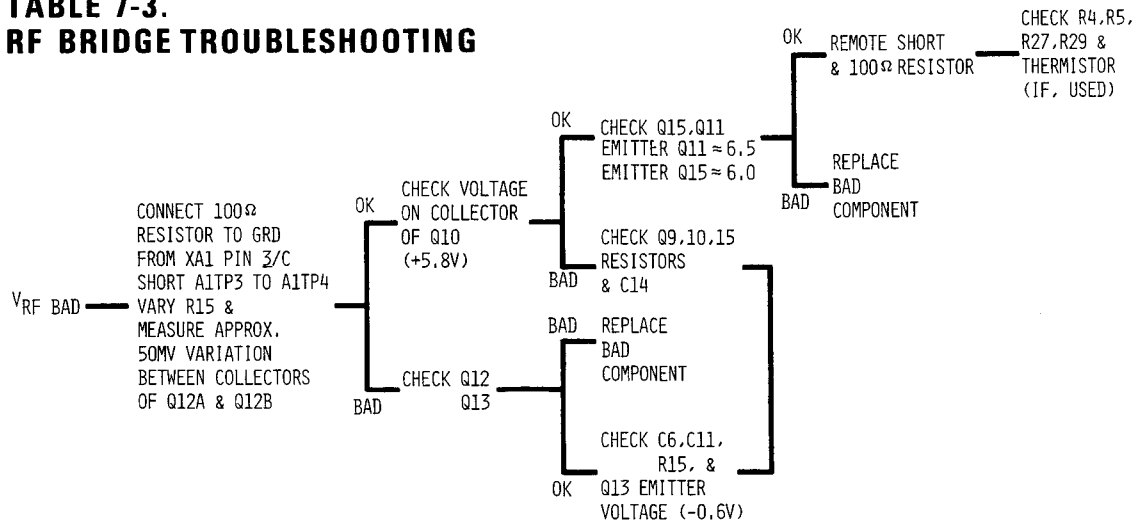 TABLE 7-3.
RF BRIDGE TROUBLESHOOTING
VRF BAD
CONNECT 100Ω
RESISTOR TO GRD
FROM XA1 PIN 3/C
SHORT A1TP3 TO A1TP4
VARY R15 &
MEASURE APPROX.
50MV VARIATION
BETWEEN COLLECTORS
OF Q12A & Q12B
OK
CHECK VOLTAGE
ON COLLECTOR
OF Q10
(+5.8V)
BAD
CHECK Q12
Q13
OK
CHECK Q15,Q11
EMITTER Q11 ≈ 6.5
EMITTER Q15 ≈ 6.0
BAD
CHECK Q9,10,15
RESISTORS
& C14
BAD
REPLACE
BAD
COMPONENT
OK
CHECK C6,C11,
R15, &
Q13 EMITTER
VOLTAGE (-0.6V)
OK
REMOTE SHORT
& 100Ω RESISTOR
BAD
REPLACE
BAD
COMPONENT
CHECK R4,R5,
R27,R29 &
THERMISTOR
(IF, USED)